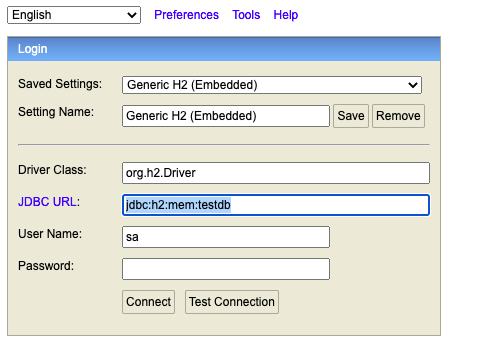 English Preferences Tools Help
Login
Saved Settings: Generic H2 (Embedded)
Setting Name: Generic H2 (Embedded) Save Remove
Driver Class: org.h2.Driver
JDBC URL: jdbc:h2:mem:testdb
User Name: sa
Password:
Connect Test Connection